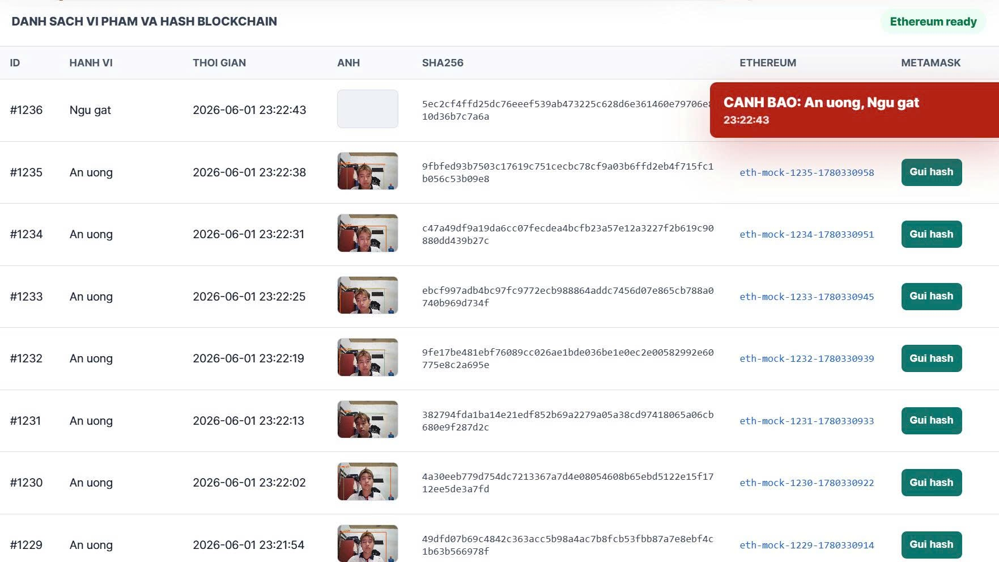 DANH SACH VI PHAM VA HASH BLOCKCHAIN
Ethereum ready
ID HANH VI THOI GIAN ANH SHA256 ETHEREUM METAMASK
CANH BAO: An uong, Ngu gat
23:22:43
#1236 Ngu gat 2026-06-01 23:22:43
10d36b7c7a6a
#1235 An uong 2026-06-01 23:22:38 9fbfed93b7503c17619c751cecbc78cf9a03b6ffd2eb4f715fc1 eth-mock-1235-1780330958 Gui hash
b056c53b09e8
#1234 An uong 2026-06-01 23:22:31 c47a49df9a19da6cc07fecdea4bcfb23a57e12a3227f2b619c90 eth-mock-1234-1780330951 Gui hash
880dd439b27c
#1233 An uong 2026-06-01 23:22:25 ebcf997adb4bc97fc9772ecb988864addc7456d07e865cb788a0 eth-mock-1233-1780330945 Gui hash
740b969d734f
#1232 An uong 2026-06-01 23:22:19 9fe17be481ebf76089cc026ae1bde036be1e0ec2e00582992e60 eth-mock-1232-1780330939 Gui hash
775e8c2a695e
#1231 An uong 2026-06-01 23:22:13 382794fda1ba14e21edf852b69a2279a05a38cd97418065a06cb eth-mock-1231-1780330933 Gui hash
680e9f287d2c
#1230 An uong 2026-06-01 23:22:02 4a30eeb779d754dc7213367a7d4e08054608b65ebd5122e15f17 eth-mock-1230-1780330922 Gui hash
12ee5de3a7fd
#1229 An uong 2026-06-01 23:21:54 49dfd07b69c4842c363acc5b98a4ac7b8fcb53fbb87a7e8ebf4c eth-mock-1229-1780330914 Gui hash
1b63b566978f